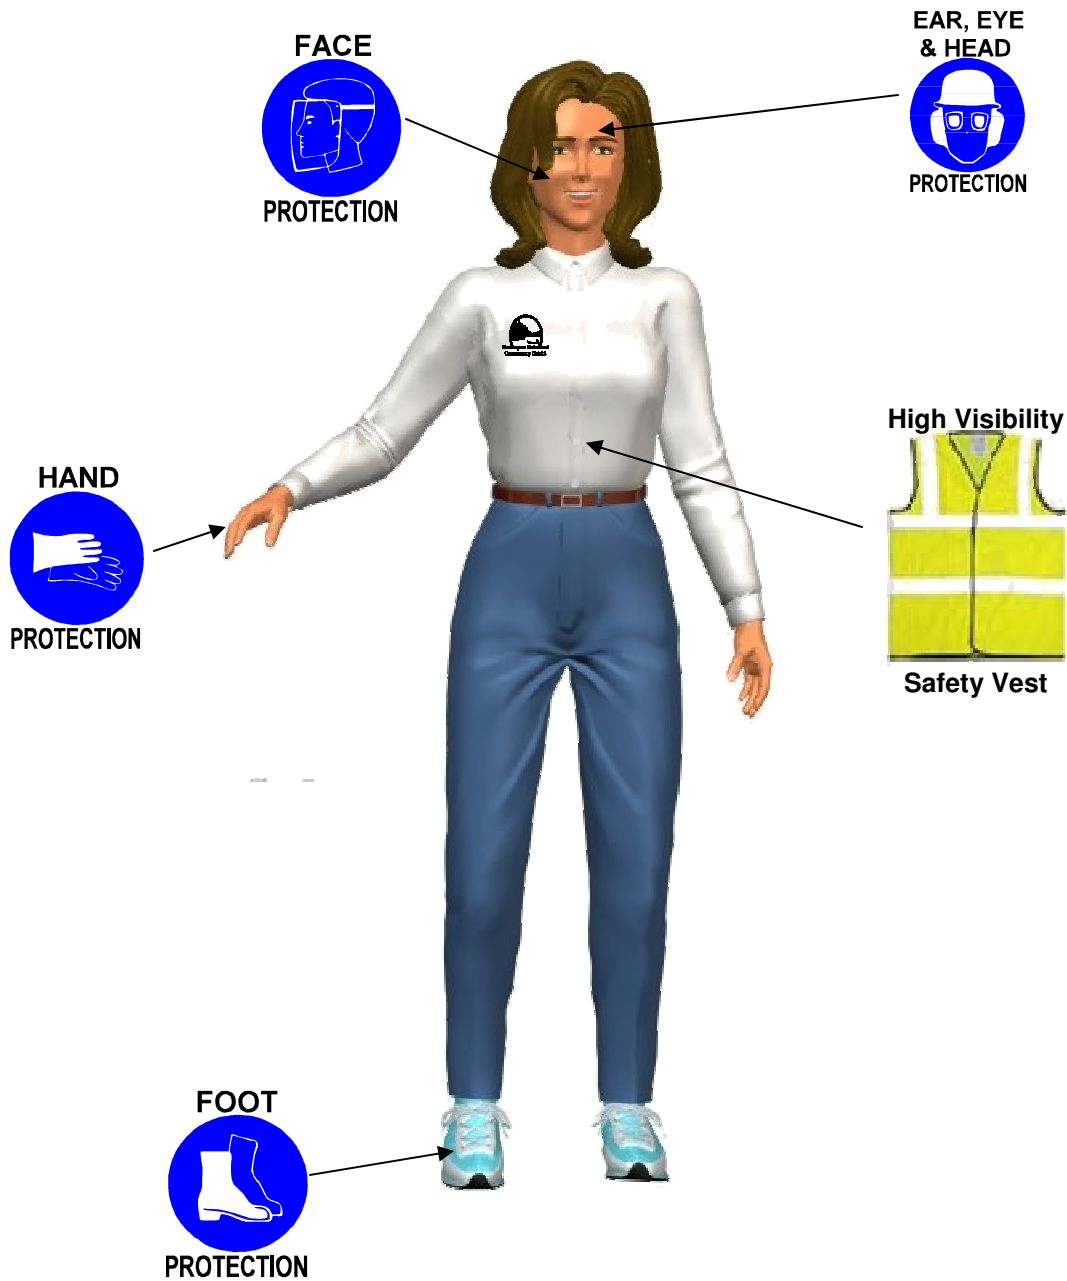 FACE
PROTECTION
EAR, EYE
& HEAD
PROTECTION
High Visibility
Safety Vest
HAND
PROTECTION
FOOT
PROTECTION